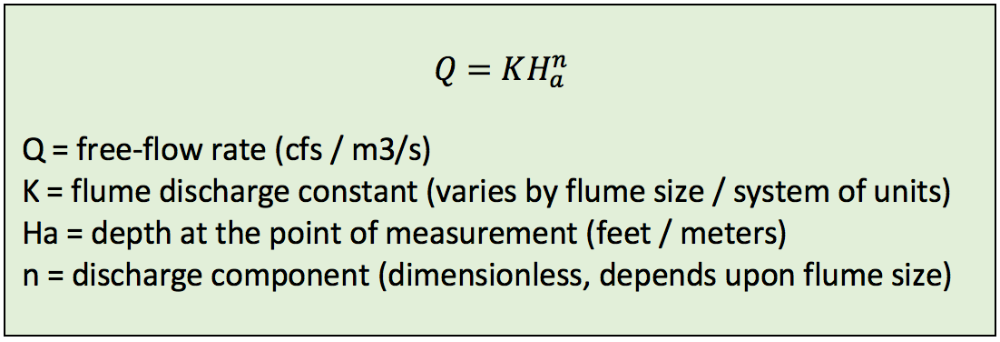 Q = KHₐⁿ
Q = free-flow rate (cfs / m3/s)
K = flume discharge constant (varies by flume size / system of units)
Ha = depth at the point of measurement (feet / meters)
n = discharge component (dimensionless, depends upon flume size)